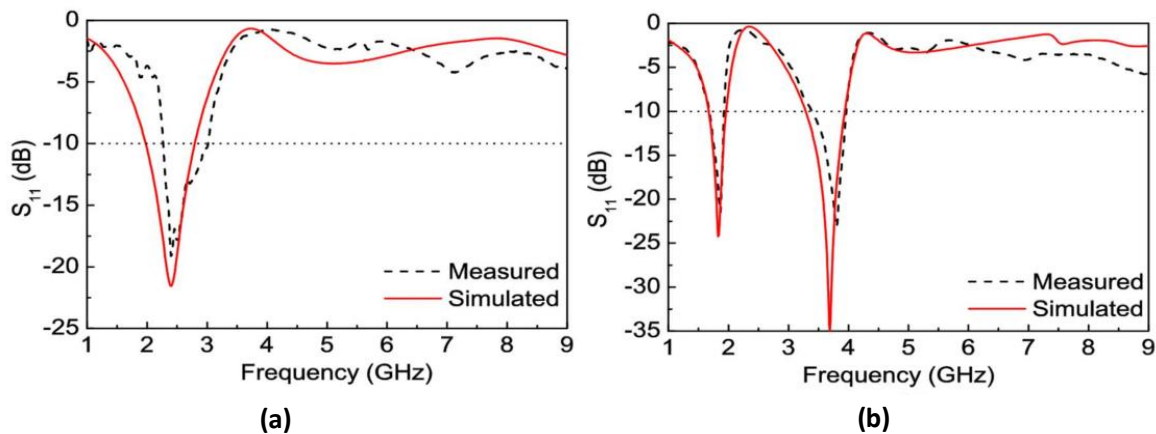 0
-5
-10
-15
-20
-25
S11 (dB)
Measured
Simulated
1 2 3 4 5 6 7 8 9
Frequency (GHz)
(a)
0
-5
-10
-15
-20
-25
-30
-35
S11 (dB)
Measured
Simulated
1 2 3 4 5 6 7 8 9
Frequency (GHz)
(b)